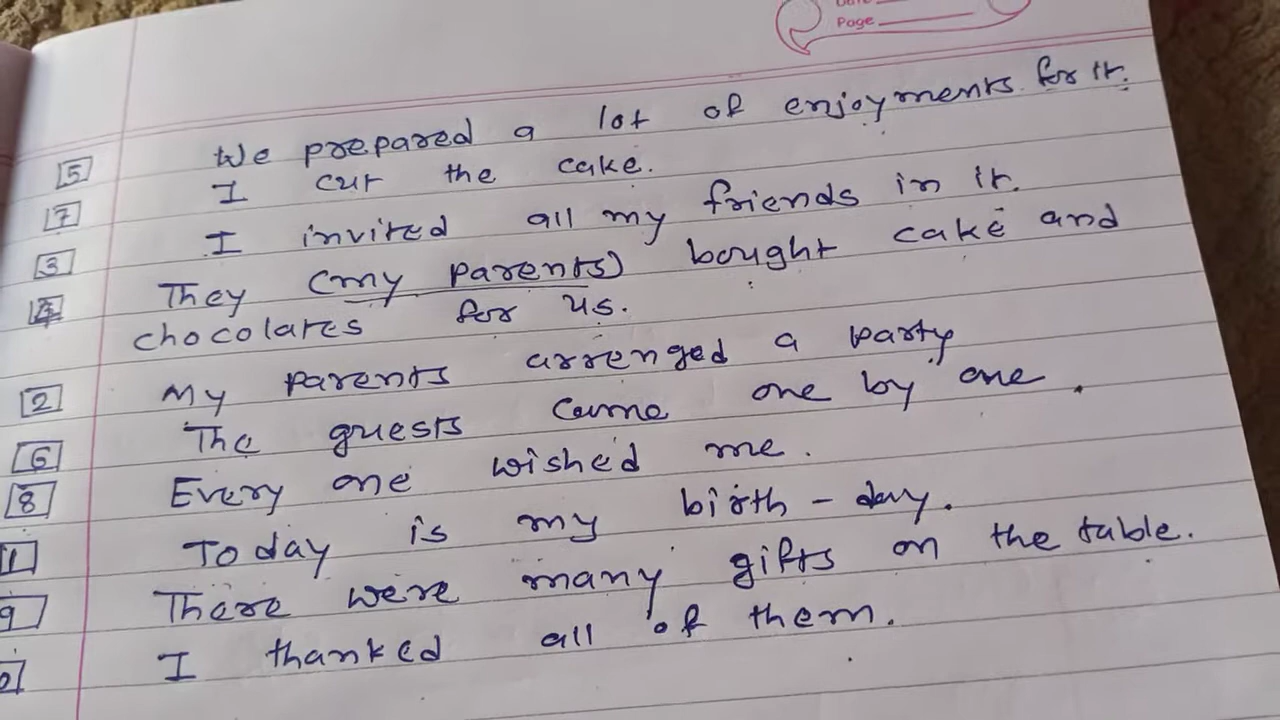 Page
5 We prepared a lot of enjoyments for it.
7 I cut the cake.
3 I invited all my friends in it.
4 They (my parents) bought cake and
chocolates for us.
2 My parents arrenged a party
6 The guests came one by one.
8 Every one wished me.
1 Today is my birth-day.
9 There were many gifts on the table.
0 I thanked all of them.